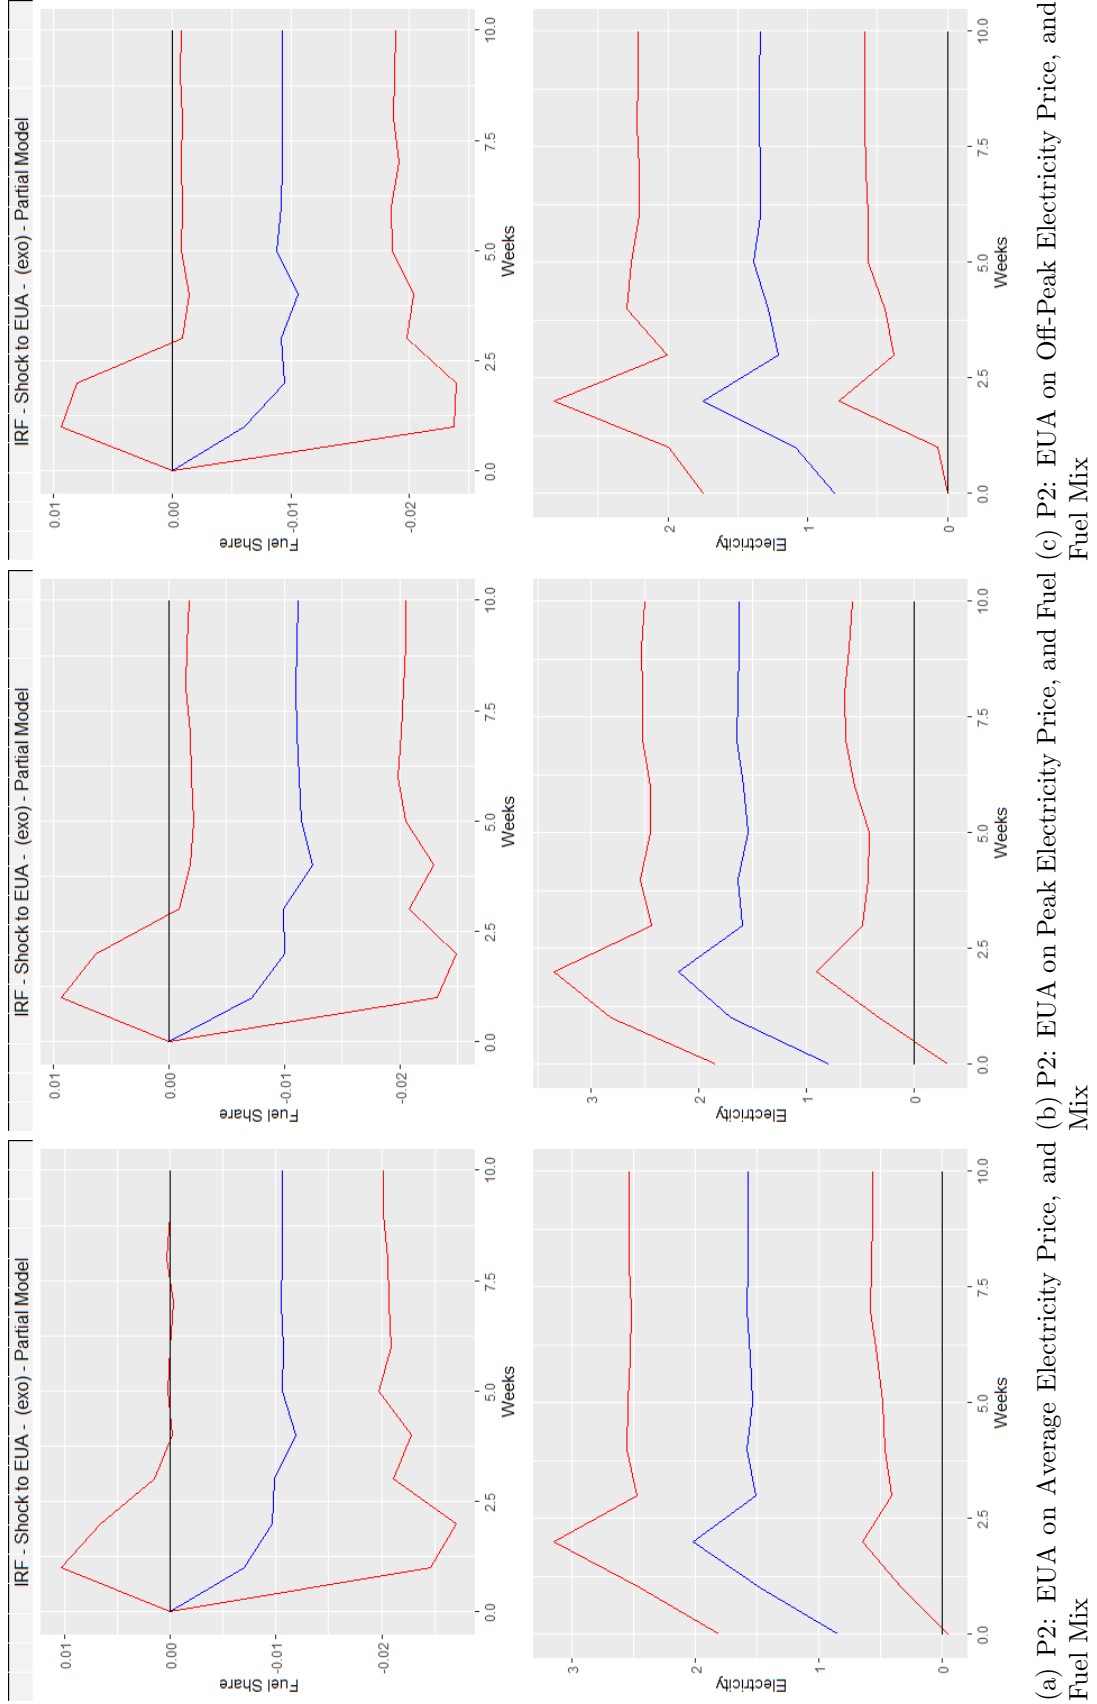 IRF - Shock to EUA - (exo) - Partial Model
0.01
0.00
-0.01
-0.02
Fuel Share
0.0
2.5
5.0
7.5
10.0
Weeks
3
2
1
0
Electricity
0.0
2.5
5.0
7.5
10.0
Weeks
(a) P2: EUA on Average Electricity Price, and
Fuel Mix
IRF - Shock to EUA - (exo) - Partial Model
0.01
0.00
-0.01
-0.02
Fuel Share
0.0
2.5
5.0
7.5
10.0
Weeks
3
2
1
0
Electricity
0.0
2.5
5.0
7.5
10.0
Weeks
(b) P2: EUA on Peak Electricity Price, and Fuel
Mix
IRF - Shock to EUA - (exo) - Partial Model
0.01
0.00
-0.01
-0.02
Fuel Share
0.0
2.5
5.0
7.5
10.0
Weeks
2
1
0
Electricity
0.0
2.5
5.0
7.5
10.0
Weeks
(c) P2: EUA on Off-Peak Electricity Price, and
Fuel Mix